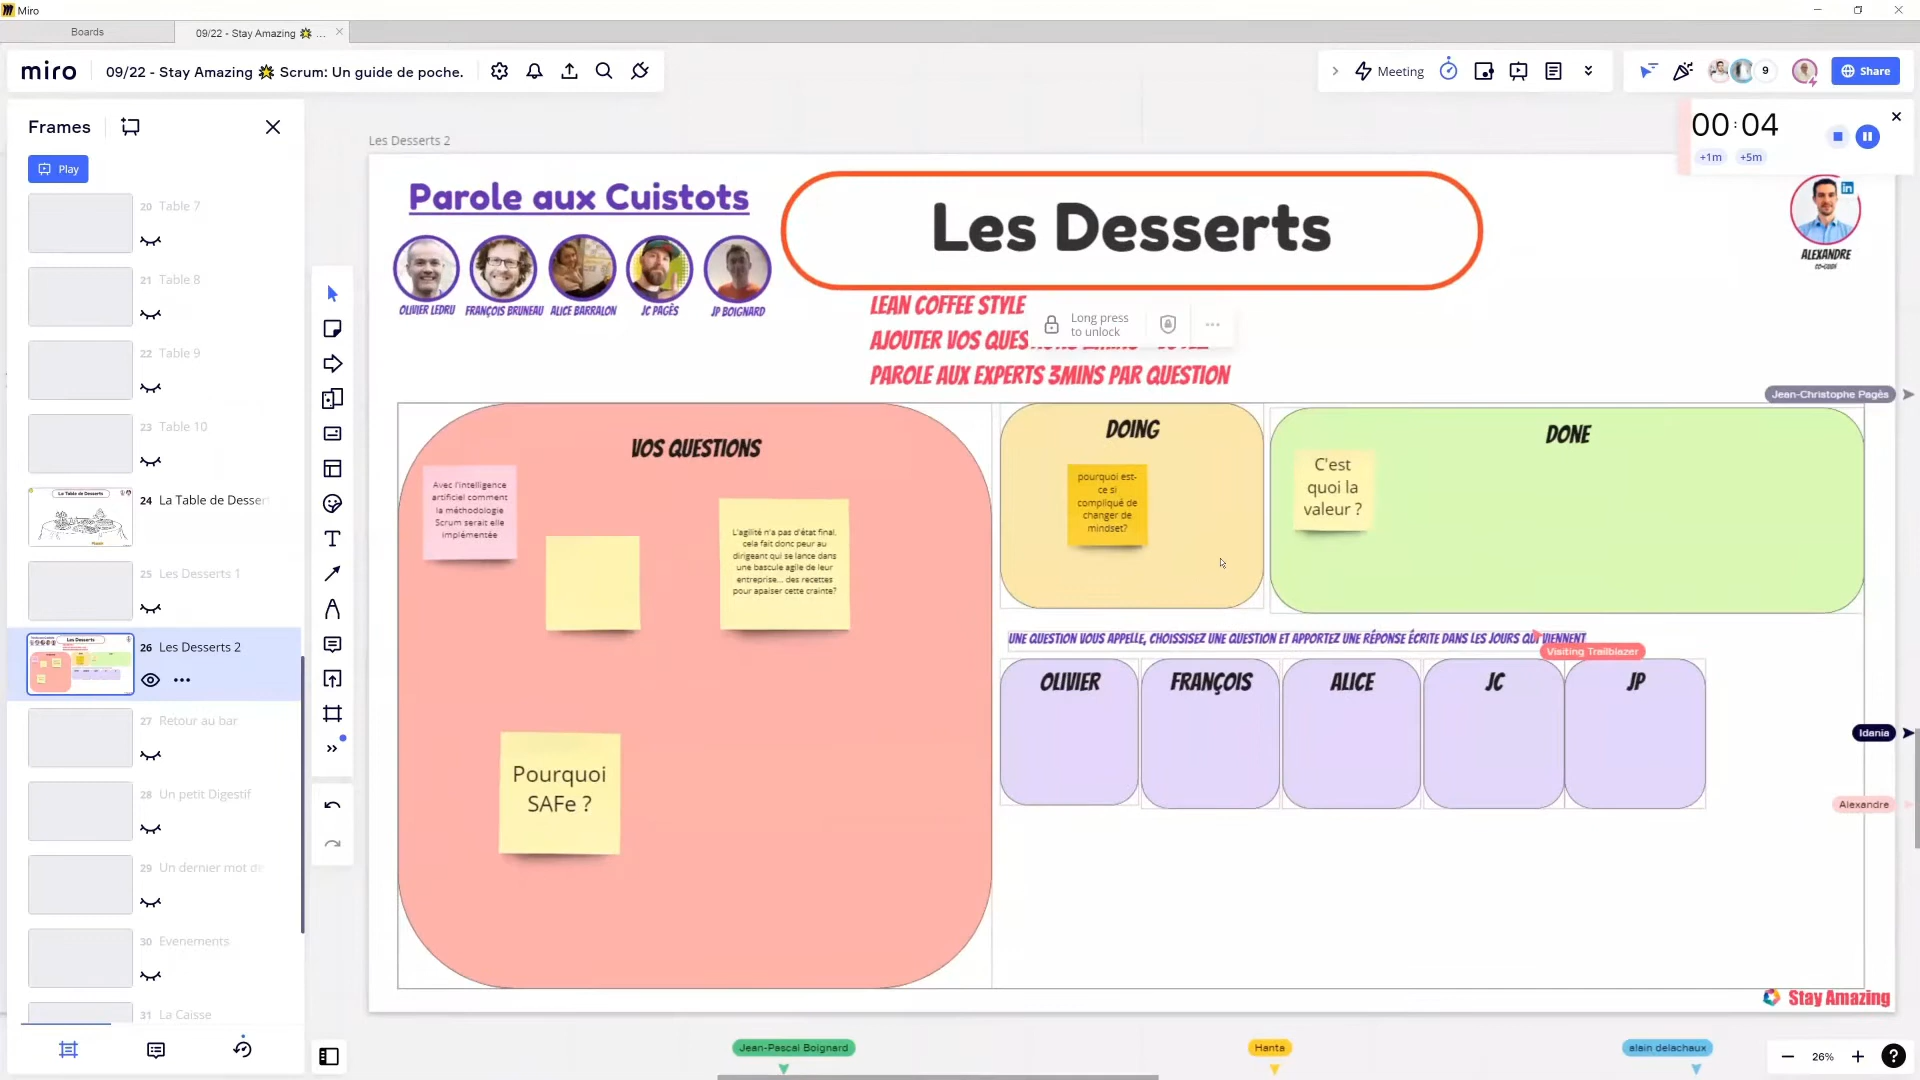 Miro
Boards
09/22 - Stay Amazing ...
miro
09/22 - Stay Amazing Scrum: Un guide de poche.
Meeting
9
Share
Frames
Play
00:04
+1m
+5m
20 Table 7
21 Table 8
22 Table 9
23 Table 10
24 La Table de Desser
25 Les Desserts 1
26 Les Desserts 2
27 Retour au bar
28 Un petit Digestif
29 Un dernier mot de
30 Evenements
31 La Caisse
Les Desserts 2
Parole aux Cuistots
OLIVIER LEDRU
FRANÇOIS BRUNEAU
ALICE BARRALON
JC PAGÈS
JP BOIGNARD
Les Desserts
ALEXANDRE
CO-GUIDE
LEAN COFFEE STYLE
AJOUTER VOS QUES
Long press
to unlock
PAROLE AUX EXPERTS 3MINS PAR QUESTION
Jean-Christophe Pagès
VOS QUESTIONS
Avec l'intelligence
artificiel comment
la méthodologie
Scrum serait elle
implémentée
L'agilité n'a pas d'état final,
cela fait donc peur au
dirigeant qui se lance dans
une bascule agile de leur
entreprise... des recettes
pour apaiser cette crainte?
Pourquoi
SAFe ?
DOING
pourquoi est-
ce si
compliqué de
changer de
mindset?
DONE
C'est
quoi la
valeur ?
UNE QUESTION VOUS APPELLE, CHOISSISEZ UNE QUESTION ET APPORTEZ UNE RÉPONSE ÉCRITE DANS LES JOURS QUI VIENNENT
Visiting Trailblazer
OLIVIER
FRANÇOIS
ALICE
JC
JP
Idania
Alexandre
Stay Amazing
Jean-Pascal Boignard
Hanta
alain delachaux
26%